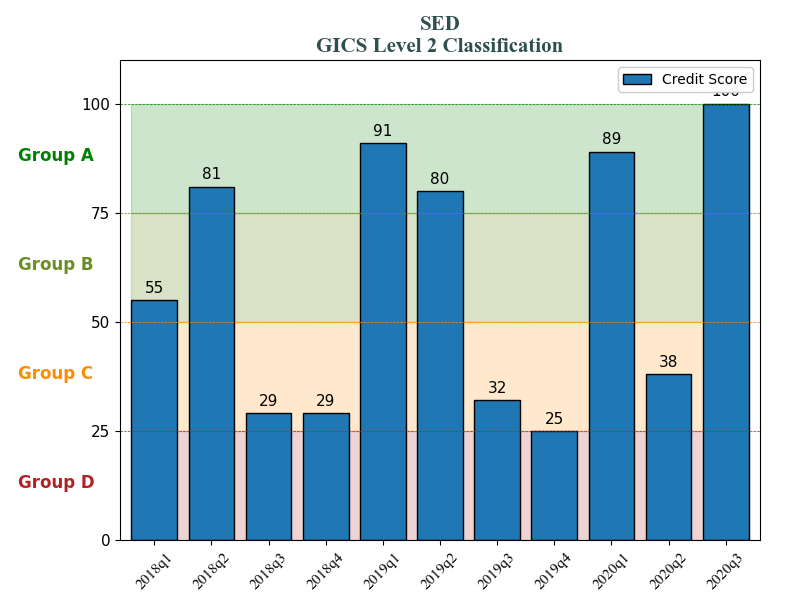 SED
GICS Level 2 Classification
Credit Score
100
100
91
89
Group A
81
80
75
Group B
55
50
Group C
38
32
29
29
25
25
Group D
0
2018q1
2018q2
2018q3
2018q4
2019q1
2019q2
2019q3
2019q4
2020q1
2020q2
2020q3